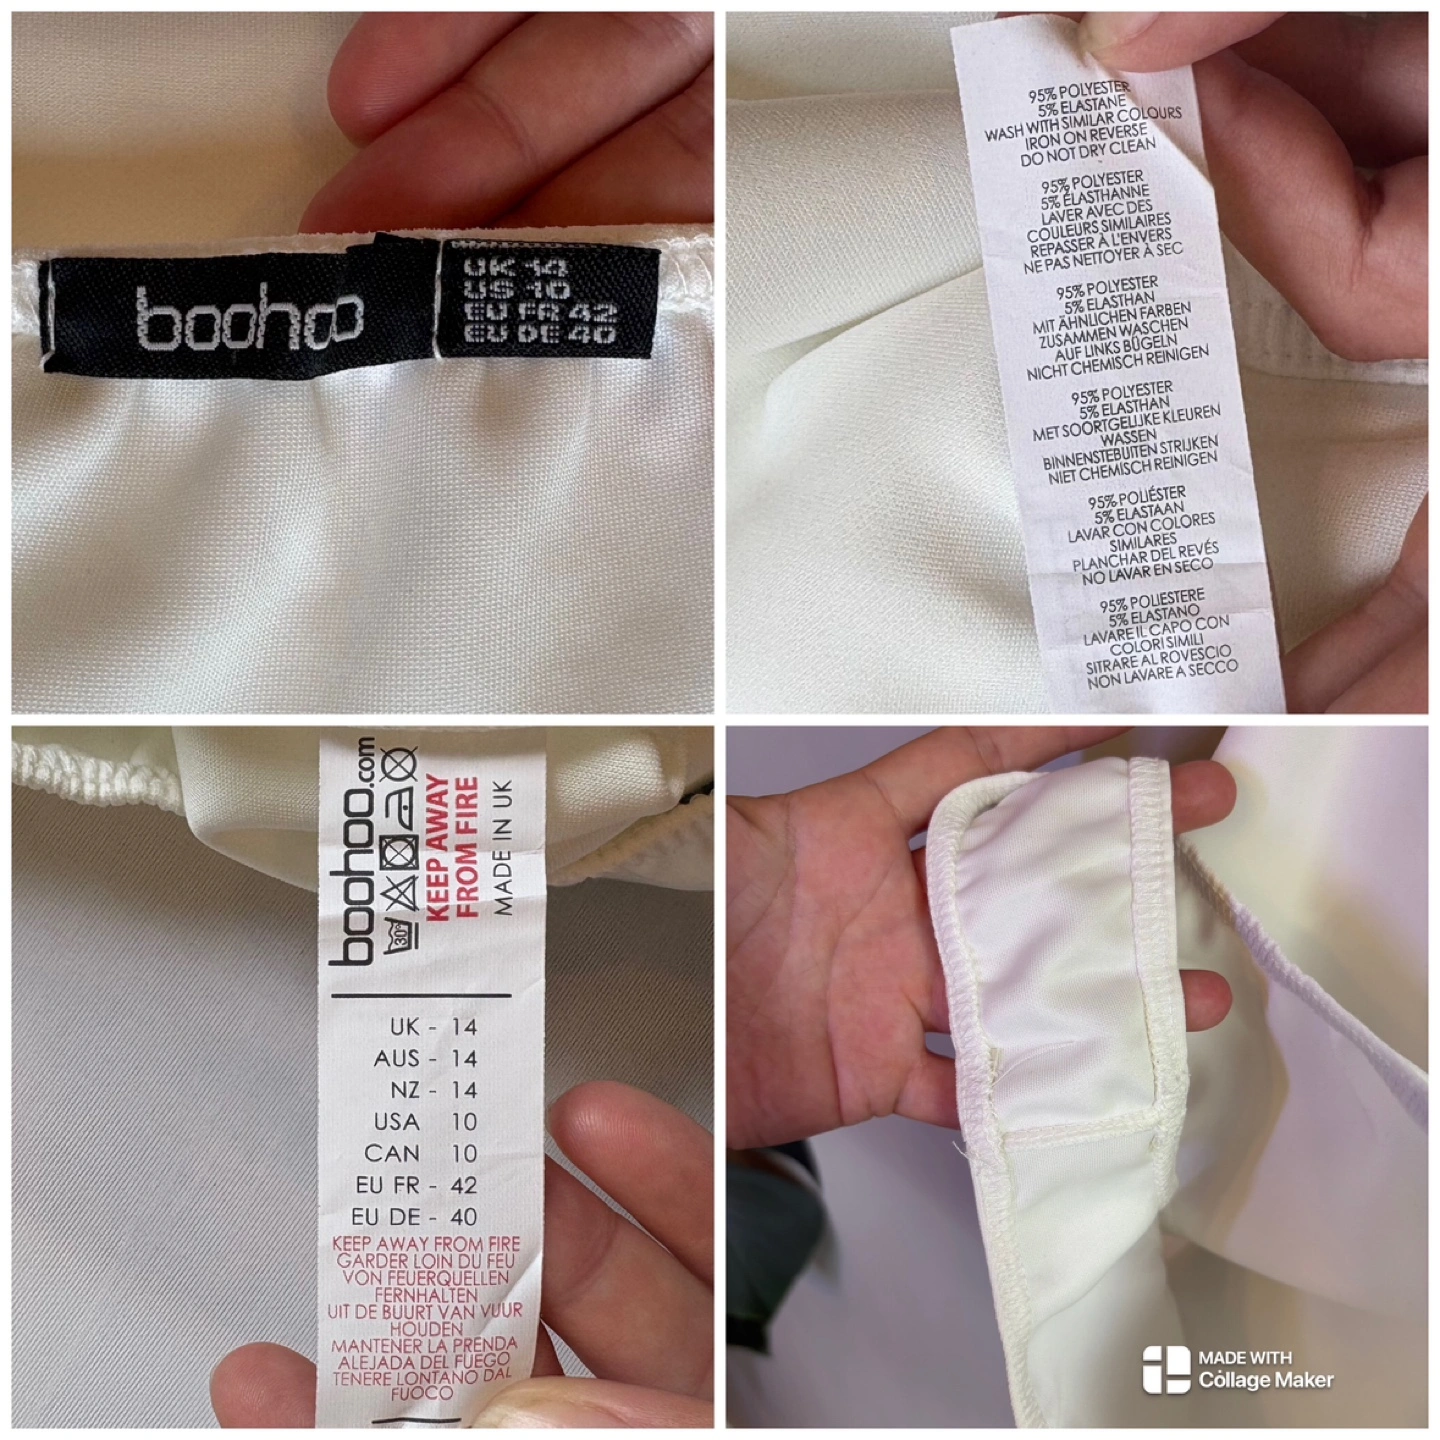 boohoo
UK 14
US 10
EU FR 42
EU DE 40
95% POLYESTER
5% ELASTANE
WASH WITH SIMILAR COLOURS
IRON ON REVERSE
DO NOT DRY CLEAN
95% POLYESTER
5% ÉLASTHANNE
LAVER AVEC DES
COULEURS SIMILAIRES
REPASSER À L'ENVERS
NE PAS NETTOYER À SEC
95% POLYESTER
5% ELASTHAN
MIT ÄHNLICHEN FARBEN
ZUSAMMEN WASCHEN
AUF LINKS BÜGELN
NICHT CHEMISCH REINIGEN
95% POLYESTER
5% ELASTHAN
MET SOORTGELIJKE KLEUREN
WASSEN
BINNENSTEBUITEN STRIJKEN
NIET CHEMISCH REINIGEN
95% POLIÉSTER
5% ELASTAAN
LAVAR CON COLORES
SIMILARES
PLANCHAR DEL REVÉS
NO LAVAR EN SECO
95% POLIESTERE
5% ELASTANO
LAVARE IL CAPO CON
COLORI SIMILI
SITRARE AL ROVESCIO
NON LAVARE A SECCO
boohoo.com
30°
KEEP AWAY
FROM FIRE
MADE IN UK
UK - 14
AUS - 14
NZ - 14
USA 10
CAN 10
EU FR - 42
EU DE - 40
KEEP AWAY FROM FIRE
GARDER LOIN DU FEU
VON FEUERQUELLEN
FERNHALTEN
UIT DE BUURT VAN VUUR
HOUDEN
MANTENER LA PRENDA
ALEJADA DEL FUEGO
TENERE LONTANO DAL
FUOCO
MADE WITH
Collage Maker